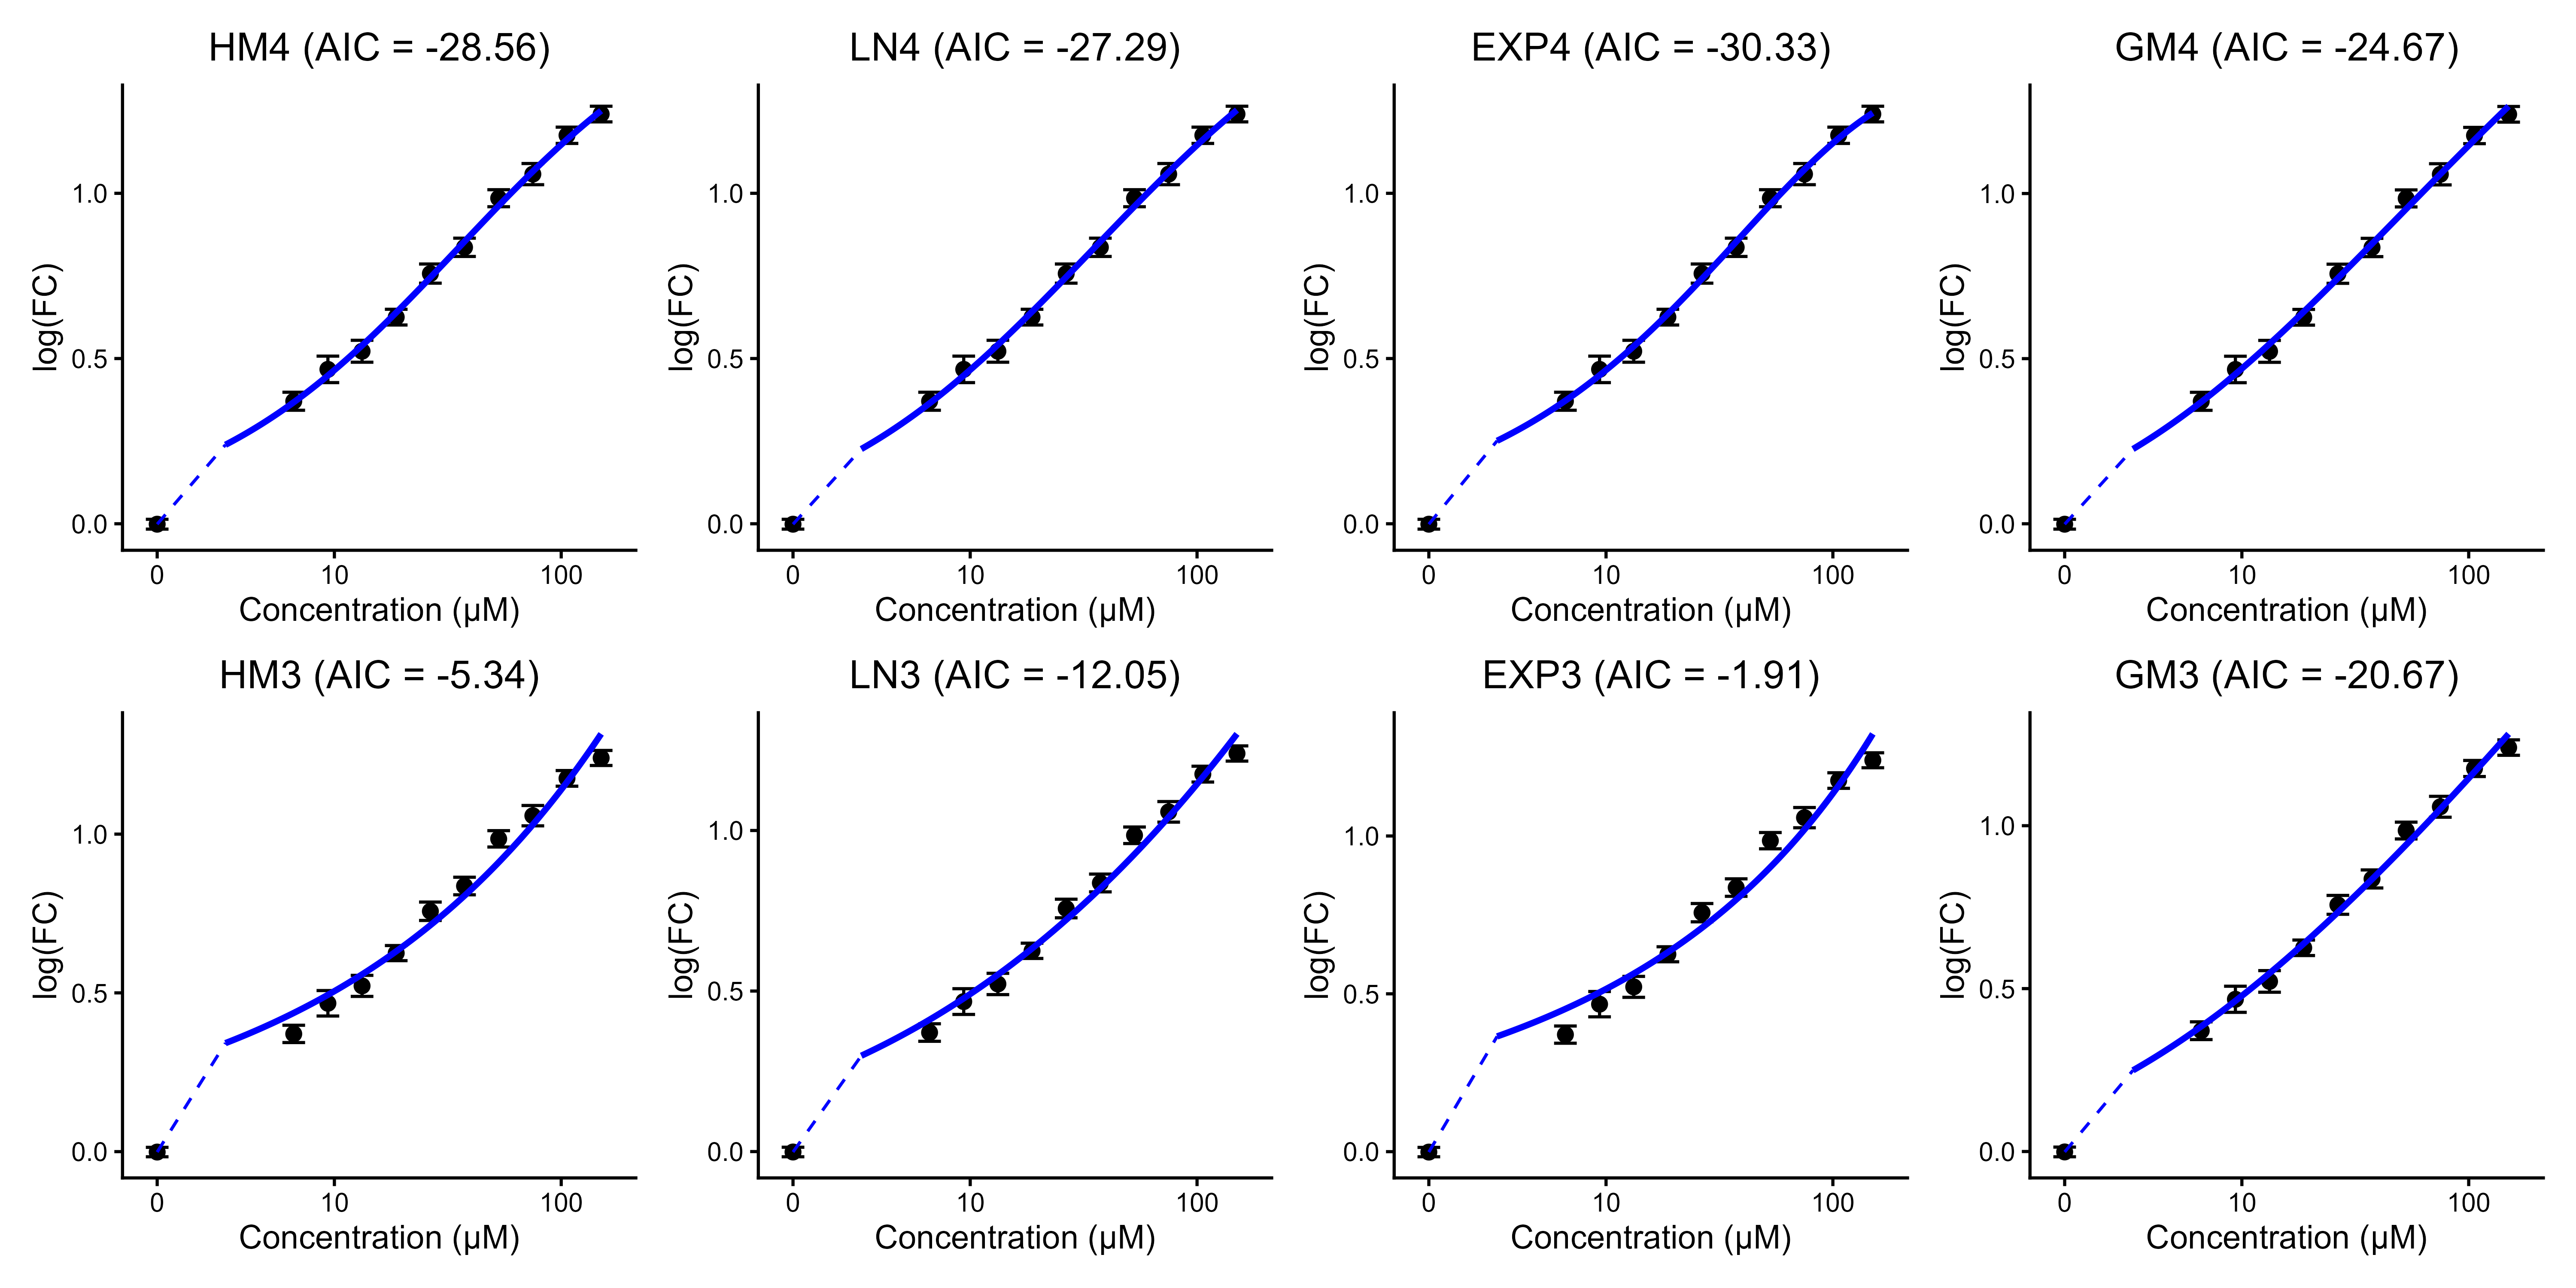 HM4 (AIC = -28.56)
log(FC)
1.0
0.5
0.0
0 10 100
Concentration (µM)
LN4 (AIC = -27.29)
log(FC)
1.0
0.5
0.0
0 10 100
Concentration (µM)
EXP4 (AIC = -30.33)
log(FC)
1.0
0.5
0.0
0 10 100
Concentration (µM)
GM4 (AIC = -24.67)
log(FC)
1.0
0.5
0.0
0 10 100
Concentration (µM)
HM3 (AIC = -5.34)
log(FC)
1.0
0.5
0.0
0 10 100
Concentration (µM)
LN3 (AIC = -12.05)
log(FC)
1.0
0.5
0.0
0 10 100
Concentration (µM)
EXP3 (AIC = -1.91)
log(FC)
1.0
0.5
0.0
0 10 100
Concentration (µM)
GM3 (AIC = -20.67)
log(FC)
1.0
0.5
0.0
0 10 100
Concentration (µM)